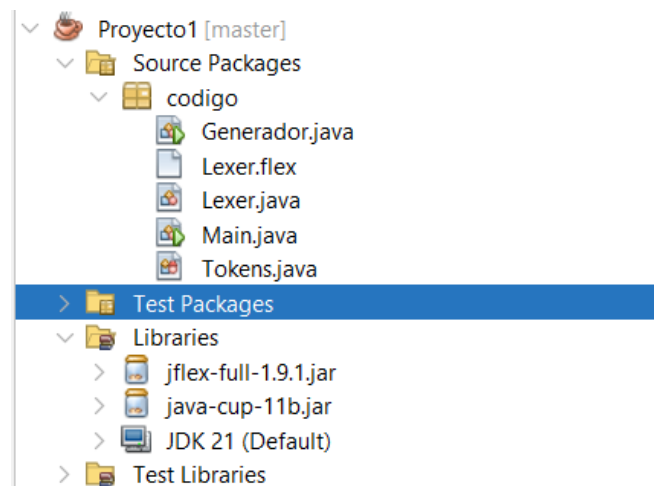 Proyecto1 [master]
Source Packages
codigo
Generador.java
Lexer.flex
Lexer.java
Main.java
Tokens.java
Test Packages
Libraries
jflex-full-1.9.1.jar
java-cup-11b.jar
JDK 21 (Default)
Test Libraries